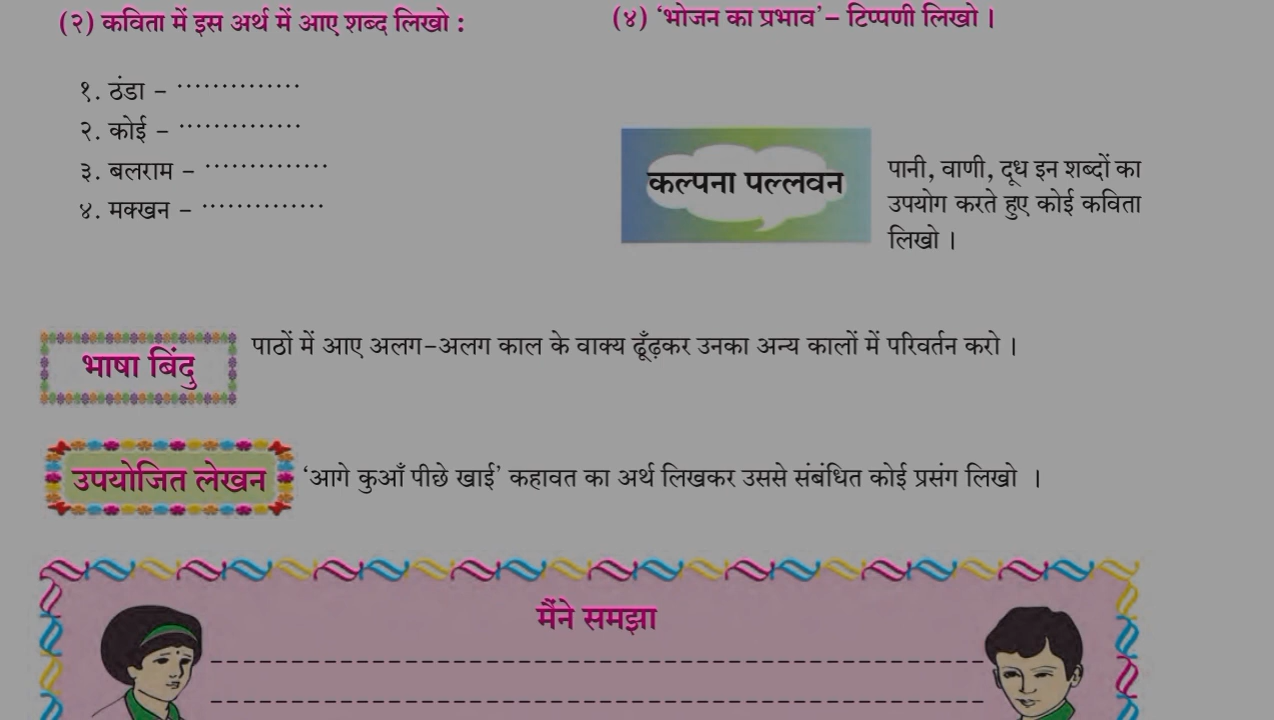 (२) कविता में इस अर्थ में आए शब्द लिखो :
१. ठंडा – ··············
२. कोई – ··············
३. बलराम – ··············
४. मक्खन – ··············
(४) ‘भोजन का प्रभाव’– टिप्पणी लिखो ।
कल्पना पल्लवन
पानी, वाणी, दूध इन शब्दों का
उपयोग करते हुए कोई कविता
लिखो ।
भाषा बिंदु
पाठों में आए अलग-अलग काल के वाक्य ढूँढ़कर उनका अन्य कालों में परिवर्तन करो ।
उपयोजित लेखन
‘आगे कुआँ पीछे खाई’ कहावत का अर्थ लिखकर उससे संबंधित कोई प्रसंग लिखो ।
मैंने समझा